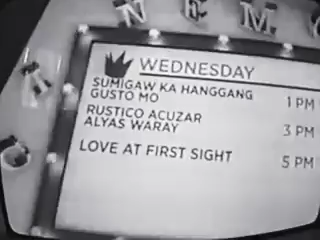 NEMO
WEDNESDAY
SUMIGAW KA HANGGANG
GUSTO MO
1 PM
RUSTICO ACUZAR
ALYAS WARAY
3 PM
LOVE AT FIRST SIGHT
5 PM